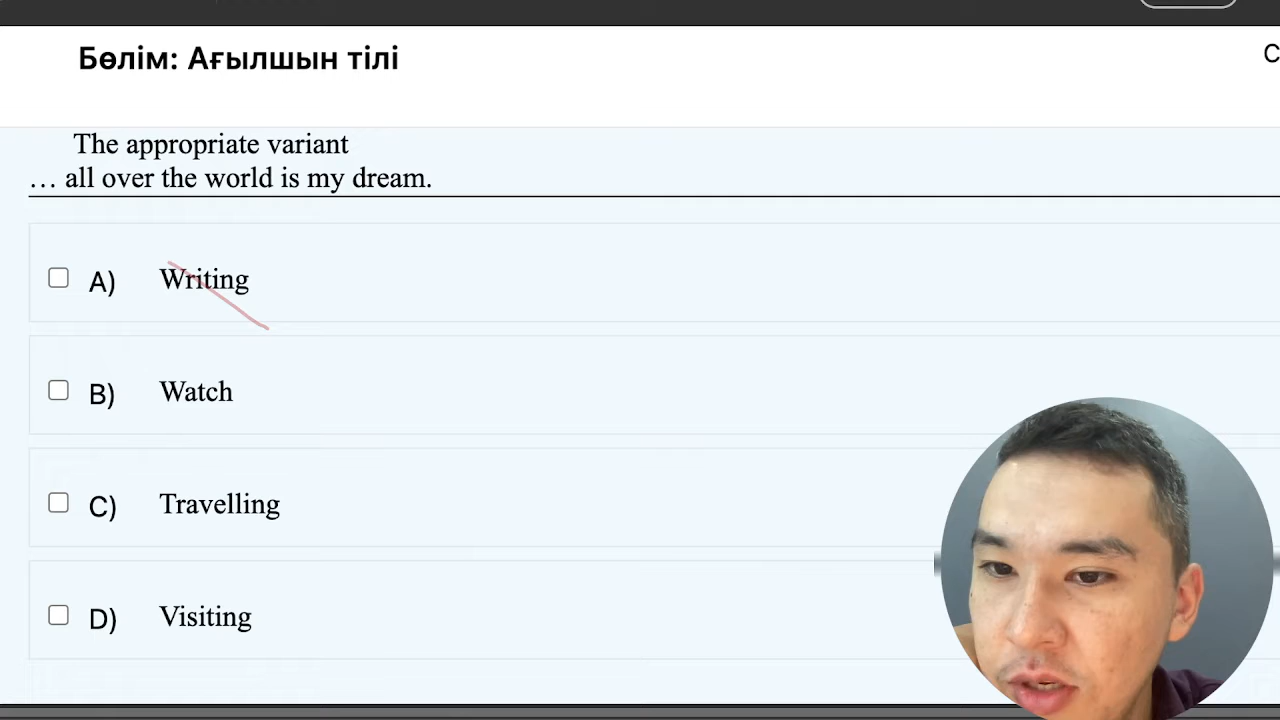 Бөлім: Ағылшын тілі
С
The appropriate variant
… all over the world is my dream.
A) Writing
B) Watch
C) Travelling
D) Visiting